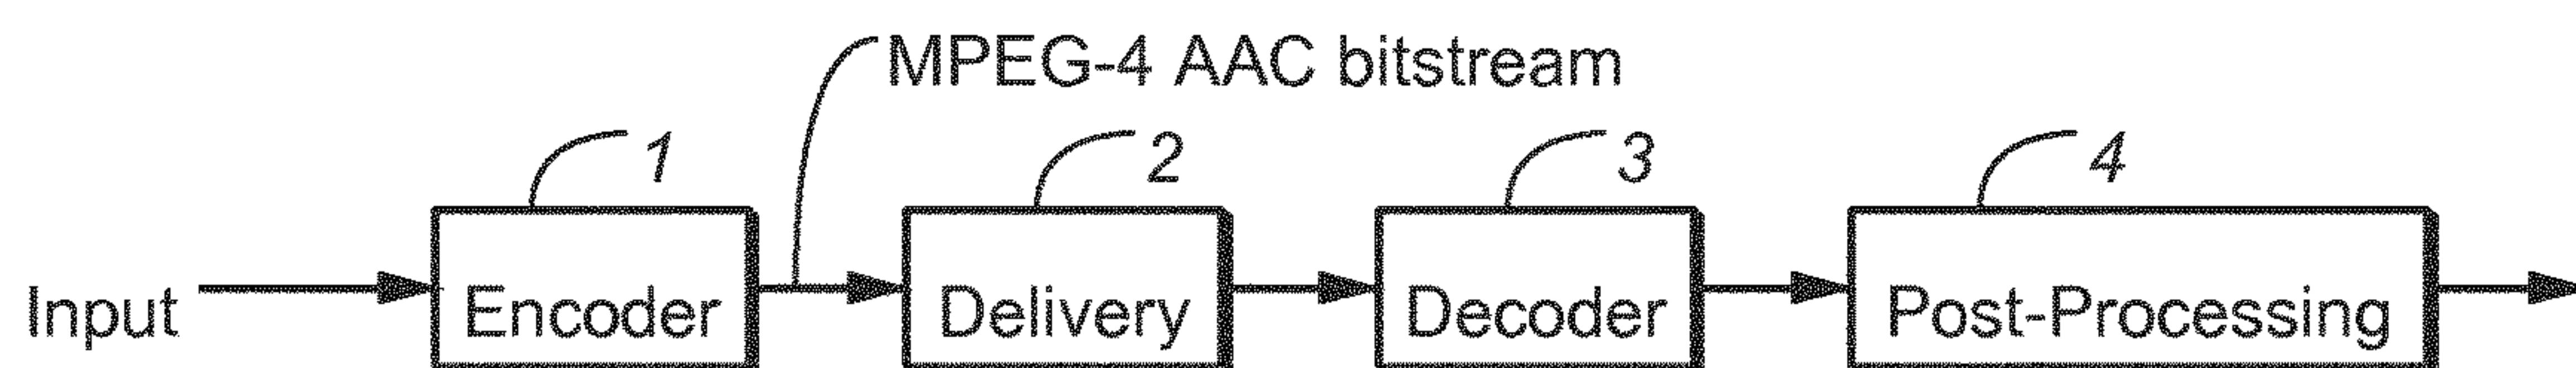 MPEG-4 AAC bitstream
1 2 3 4
Input Encoder Delivery Decoder Post-Processing